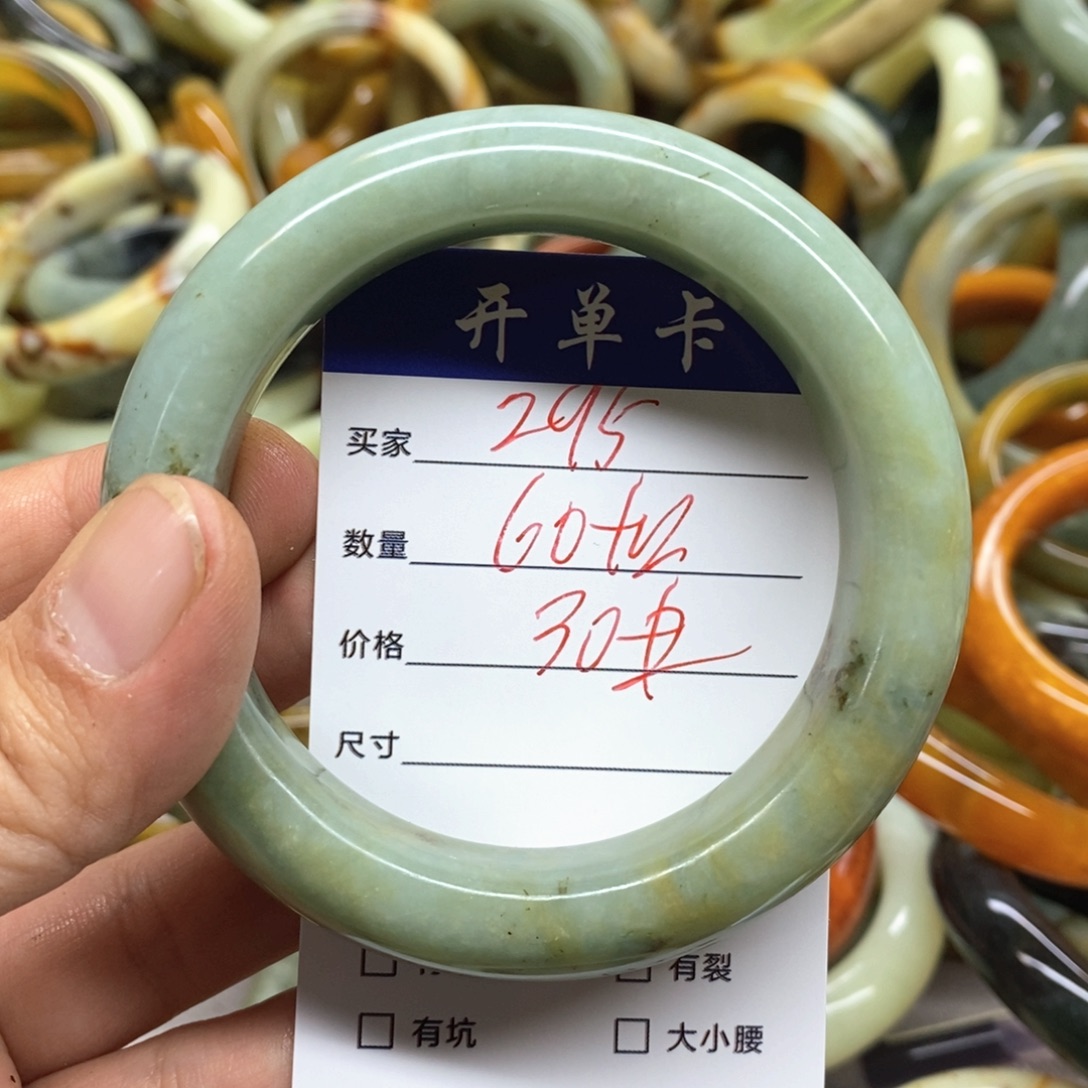 开单卡
买家 295
数量 60
价格 30
尺寸
有裂
有坑 大小腰